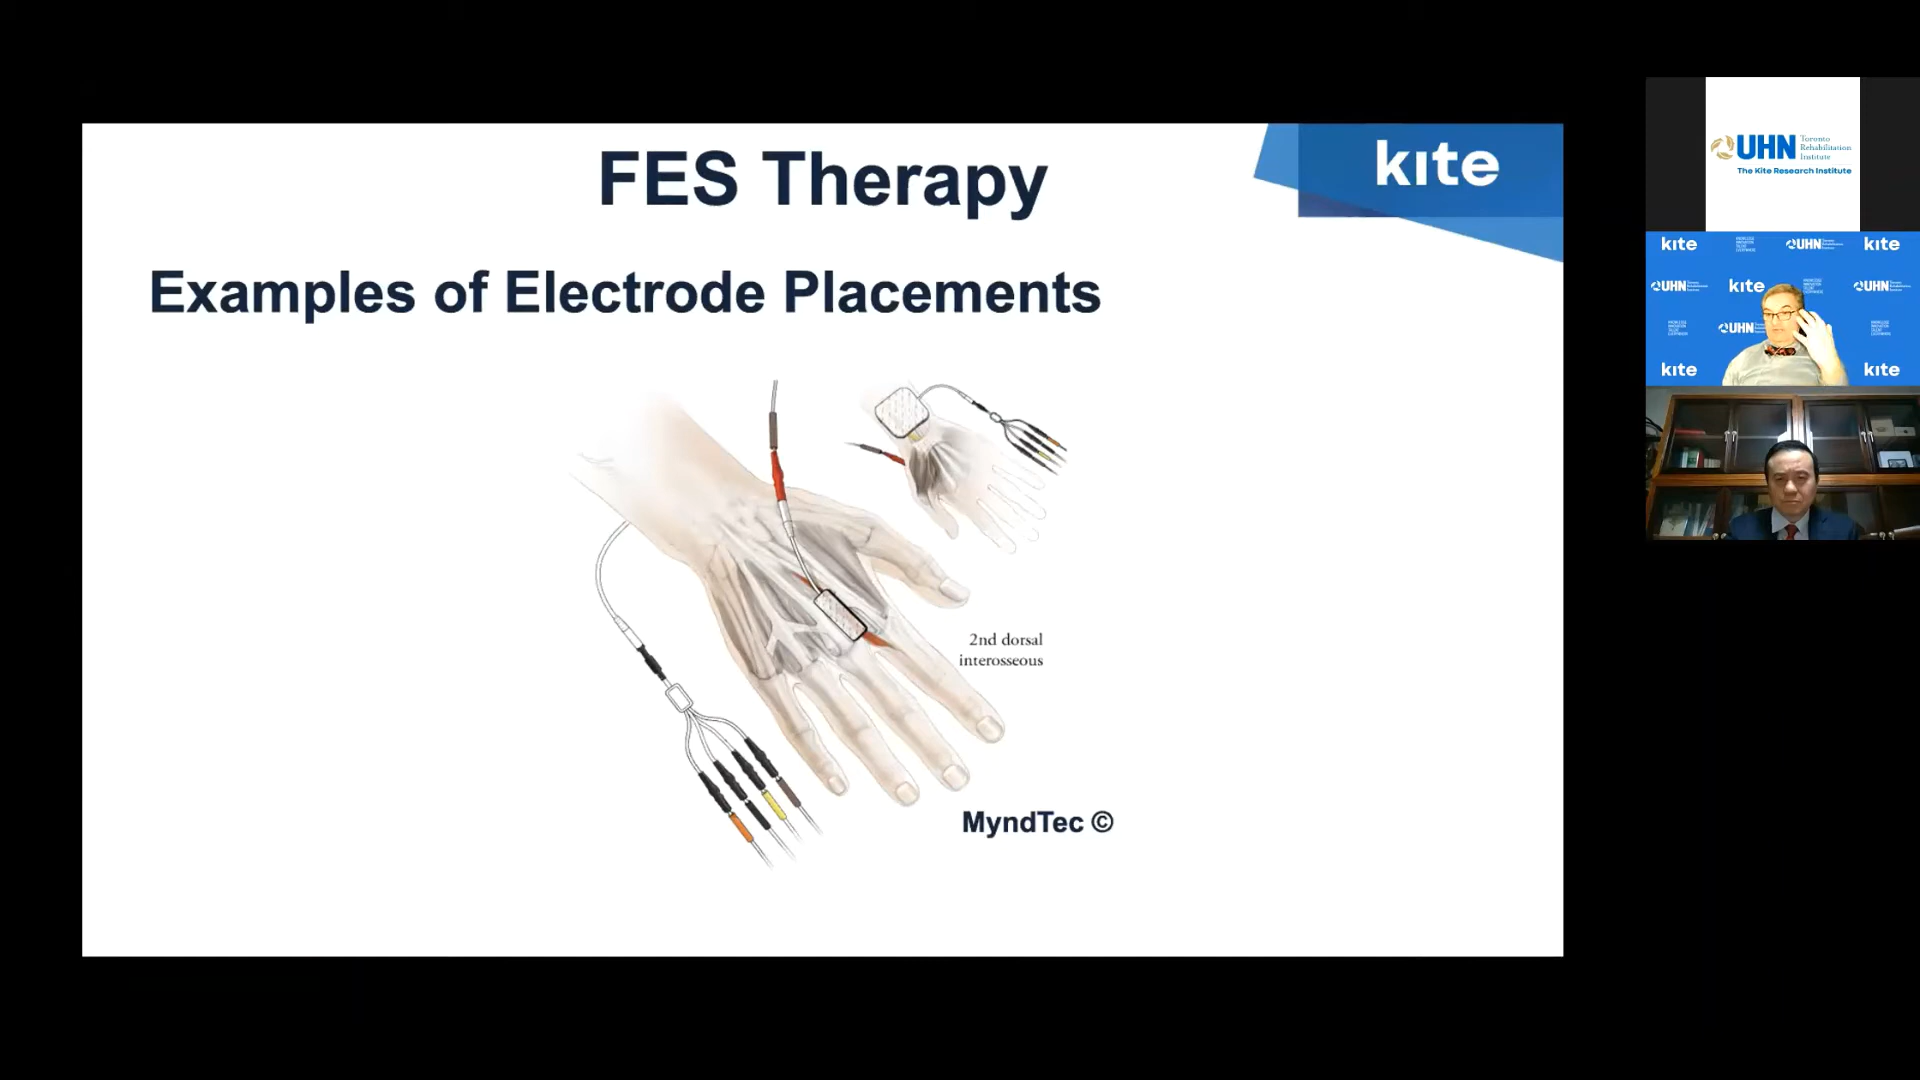 FES Therapy
kite
Examples of Electrode Placements
2nd dorsal
interosseous
MyndTec ©
UHN
Toronto
Rehabilitation
Institute
The Kite Research Institute
kite
UHN
kite
UHN
kite
UHN
UHN
kite
kite